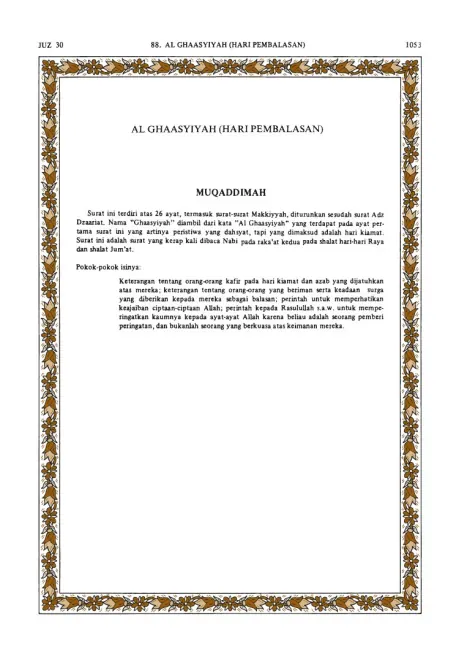 JUZ 30 88. AL GHAASYIYAH (HARI PEMBALASAN) 1053
AL GHAASYIYAH (HARI PEMBALASAN)
MUQADDIMAH
Surat ini terdiri atas 26 ayat, termasuk surat-surat Makkiyyah, diturunkan sesudah surat Adz
Dzaariat. Nama "Ghaasyiyah" diambil dari kata "Al Ghaasyiyah" yang terdapat pada ayat per-
tama surat ini yang artinya peristiwa yang dahsyat, tapi yang dimaksud adalah hari kiamat.
Surat ini adalah surat yang kerap kali dibaca Nabi pada raka'at kedua pada shalat hari-hari Raya
dan shalat Jum'at.
Pokok-pokok isinya:
Keterangan tentang orang-orang kafir pada hari kiamat dan azab yang dijatuhkan
atas mereka; keterangan tentang orang-orang yang beriman serta keadaan surga
yang diberikan kepada mereka sebagai balasan; perintah untuk memperhatikan
keajaiban ciptaan-ciptaan Allah; perintah kepada Rasulullah s.a.w. untuk mempe-
ringatkan kaumnya kepada ayat-ayat Allah karena beliau adalah seorang pemberi
peringatan, dan bukanlah seorang yang berkuasa atas keimanan mereka.